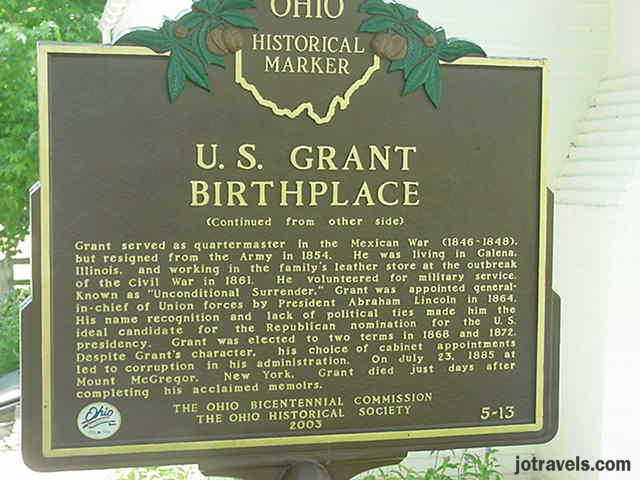 OHIO
HISTORICAL
MARKER
U. S. GRANT
BIRTHPLACE
(Continued from other side)
Grant served as quartermaster in the Mexican War (1846-1848),
but resigned from the Army in 1854. He was living in Galena,
Illinois, and working in the family's leather store at the outbreak
of the Civil War in 1861. He volunteered for military service.
Known as "Unconditional Surrender," Grant was appointed general-
in-chief of Union forces by President Abraham Lincoln in 1864.
His name recognition and lack of political ties made him the
ideal candidate for the Republican nomination for the U.S.
presidency. Grant was elected to two terms in 1868 and 1872.
Despite Grant's character, his choice of cabinet appointments
led to corruption in his administration. On July 23, 1885 at
Mount McGregor, New York, Grant died just days after
completing his acclaimed memoirs.
THE OHIO BICENTENNIAL COMMISSION
THE OHIO HISTORICAL SOCIETY
2003
5-13
Ohio
jotravels.com